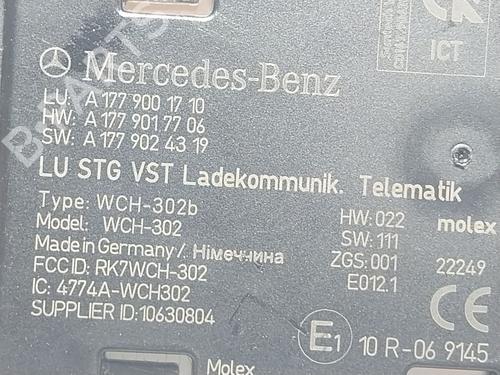 ICT
Mercedes-Benz
LU: A 177 900 17 10
HW: A 177 901 77 06
SW: A 177 902 43 19
LU STG VST Ladekommunik. Telematik
Type: WCH-302b
Model: WCH-302
HW:022 molex
Made in Germany/. Німеччина
SW:111
FCC ID: RK7WCH-302
ZGS:001 22249
IC: 4774A-WCH302
E012.1
SUPPLIER ID:10630804
CE
E1 10 R-06 9145
Molex